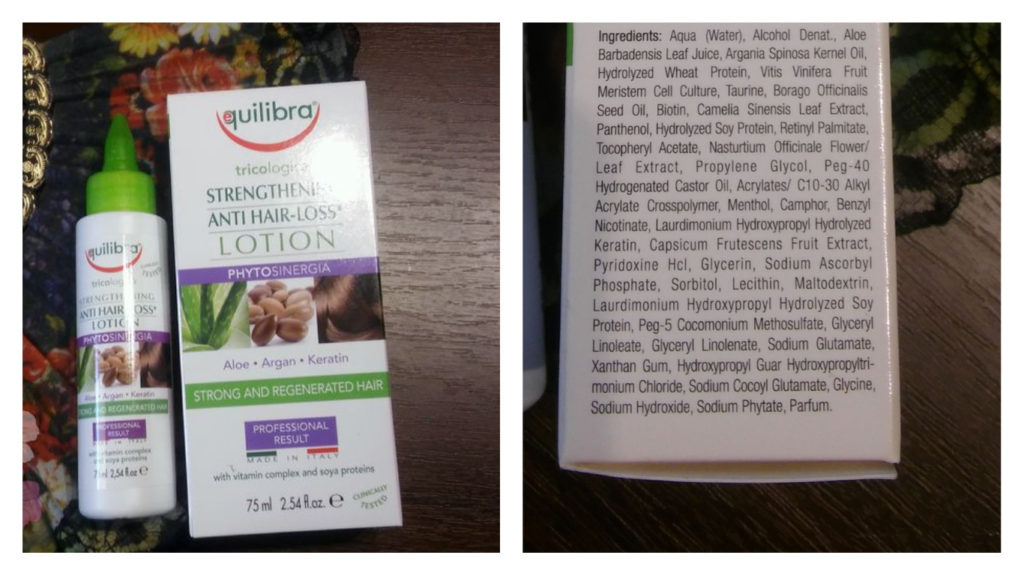 equilibra®
tricologica
STRENGTHENING
ANTI HAIR-LOSS*
LOTION
PHYTOSINERGIA
Aloe • Argan • Keratin
STRONG AND REGENERATED HAIR
PROFESSIONAL
RESULT
MADE IN ITALY
with vitamin complex and soya proteins
75 ml 2.54 fl.oz. ℮
CLINICALLY
TESTED
equilibra
CLINICALLY
TESTED
tricologica
STRENGTHENING
ANTI HAIR-LOSS*
LOTION
PHYTOSINERGIA
Aloe • Argan • Keratin
STRONG AND REGENERATED HAIR
PROFESSIONAL
RESULT
MADE IN ITALY
with vitamin complex
and soya proteins
75 ml 2,54 fl oz ℮
Ingredients: Aqua (Water), Alcohol Denat., Aloe
Barbadensis Leaf Juice, Argania Spinosa Kernel Oil,
Hydrolyzed Wheat Protein, Vitis Vinifera Fruit
Meristem Cell Culture, Taurine, Borago Officinalis
Seed Oil, Biotin, Camelia Sinensis Leaf Extract,
Panthenol, Hydrolyzed Soy Protein, Retinyl Palmitate,
Tocopheryl Acetate, Nasturtium Officinale Flower/
Leaf Extract, Propylene Glycol, Peg-40
Hydrogenated Castor Oil, Acrylates/ C10-30 Alkyl
Acrylate Crosspolymer, Menthol, Camphor, Benzyl
Nicotinate, Laurdimonium Hydroxypropyl Hydrolyzed
Keratin, Capsicum Frutescens Fruit Extract,
Pyridoxine Hcl, Glycerin, Sodium Ascorbyl
Phosphate, Sorbitol, Lecithin, Maltodextrin,
Laurdimonium Hydroxypropyl Hydrolyzed Soy
Protein, Peg-5 Cocomonium Methosulfate, Glyceryl
Linoleate, Glyceryl Linolenate, Sodium Glutamate,
Xanthan Gum, Hydroxypropyl Guar Hydroxypropyltri-
monium Chloride, Sodium Cocoyl Glutamate, Glycine,
Sodium Hydroxide, Sodium Phytate, Parfum.